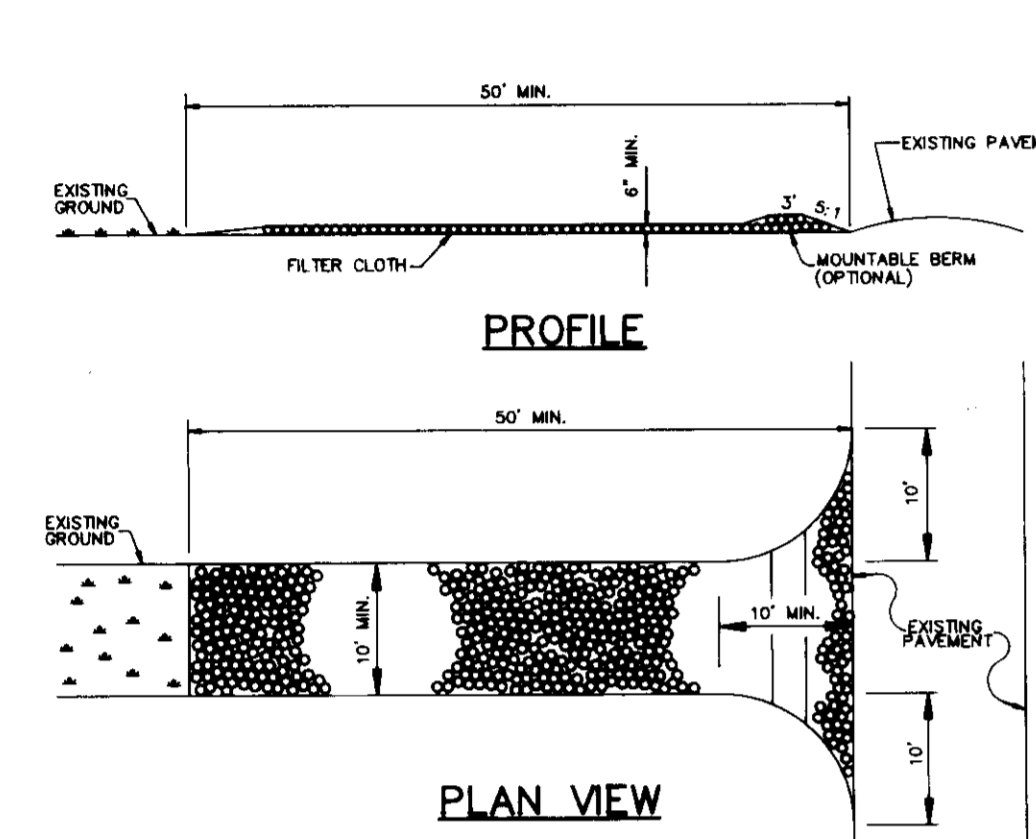 50' MIN.
6" MIN.
EXISTING
GROUND
3'
5:1
FILTER CLOTH
MOUNTABLE BERM
(OPTIONAL)
EXISTING
PROFILE
50' MIN.
10'
EXISTING
GROUND
10' MIN.
10' MIN.
EXISTING
PAVEMENT
10'
PLAN VIEW